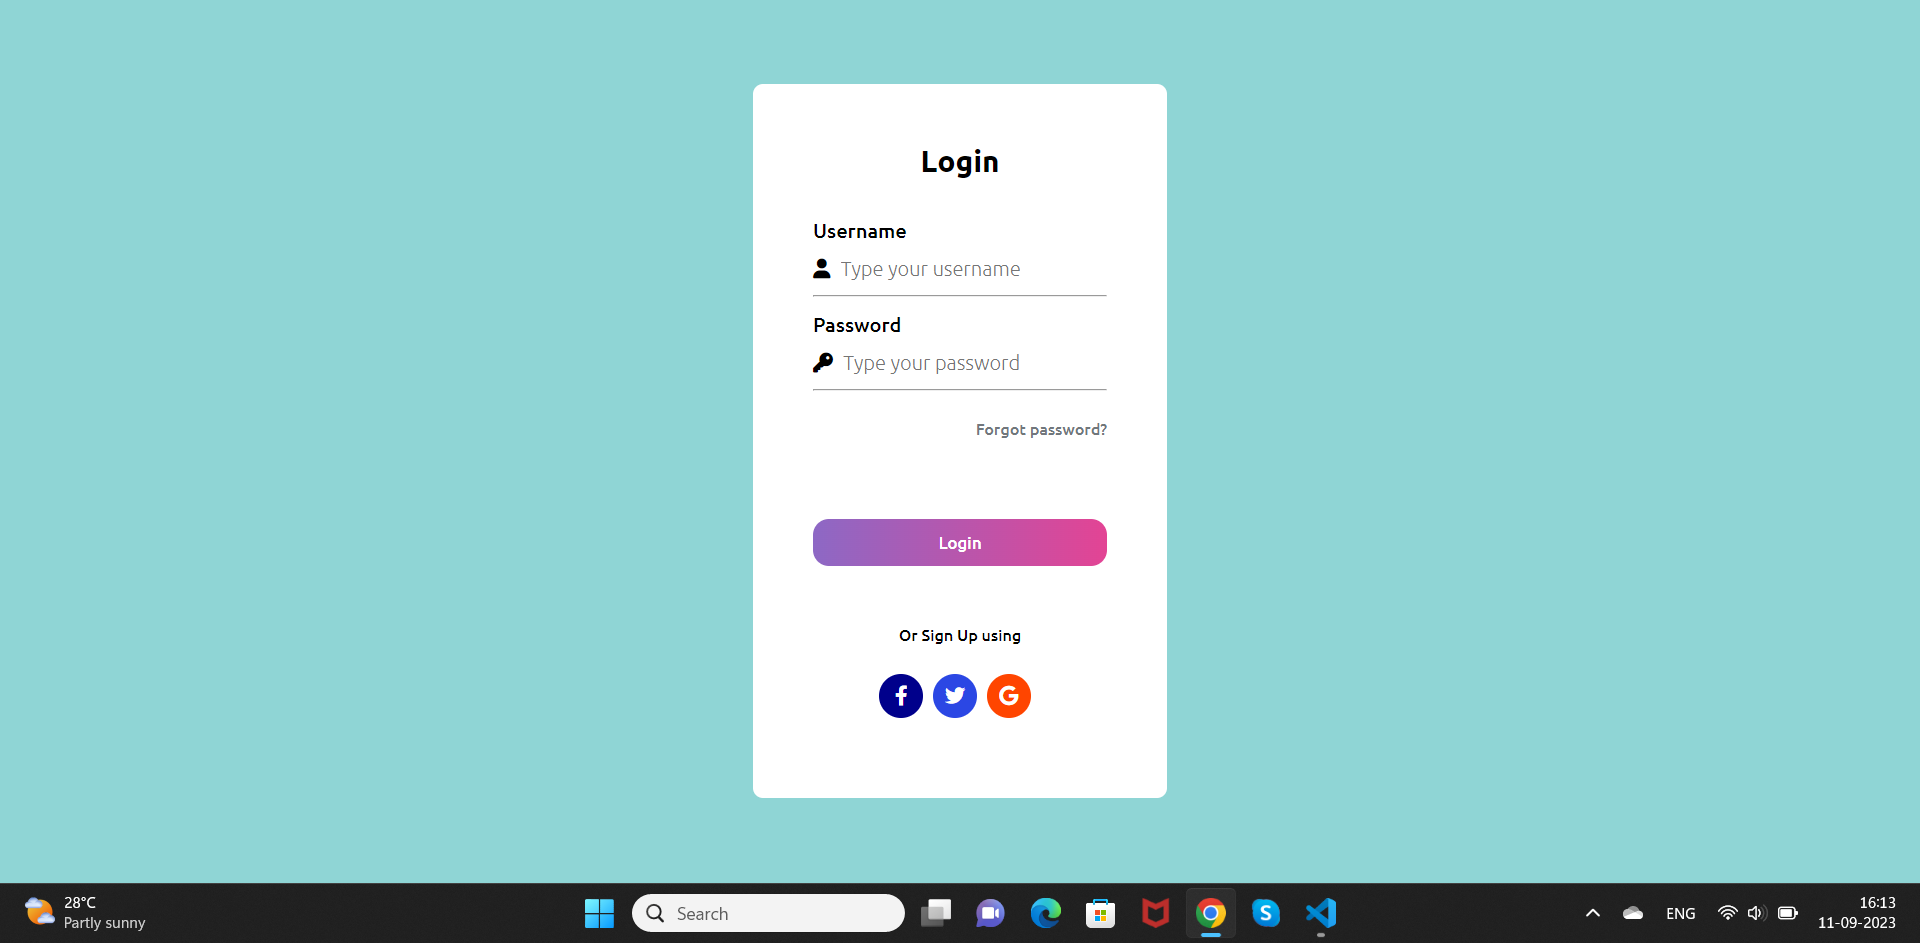 Login
Username
Type your username
Password
Type your password
Forgot password?
Login
Or Sign Up using
28°C
Partly sunny
Search
ENG
16:13
11-09-2023